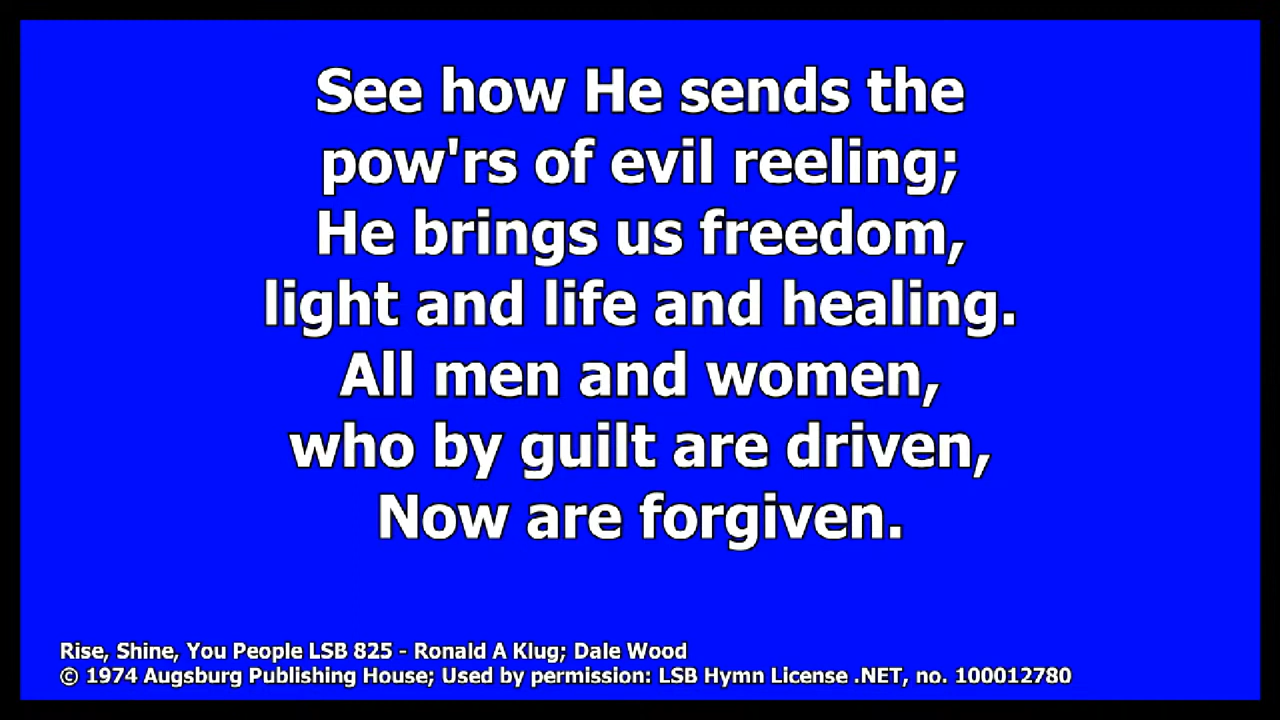 See how He sends the
pow'rs of evil reeling;
He brings us freedom,
light and life and healing.
All men and women,
who by guilt are driven,
Now are forgiven.
Rise, Shine, You People LSB 825 - Ronald A Klug; Dale Wood
© 1974 Augsburg Publishing House; Used by permission: LSB Hymn License .NET, no. 100012780